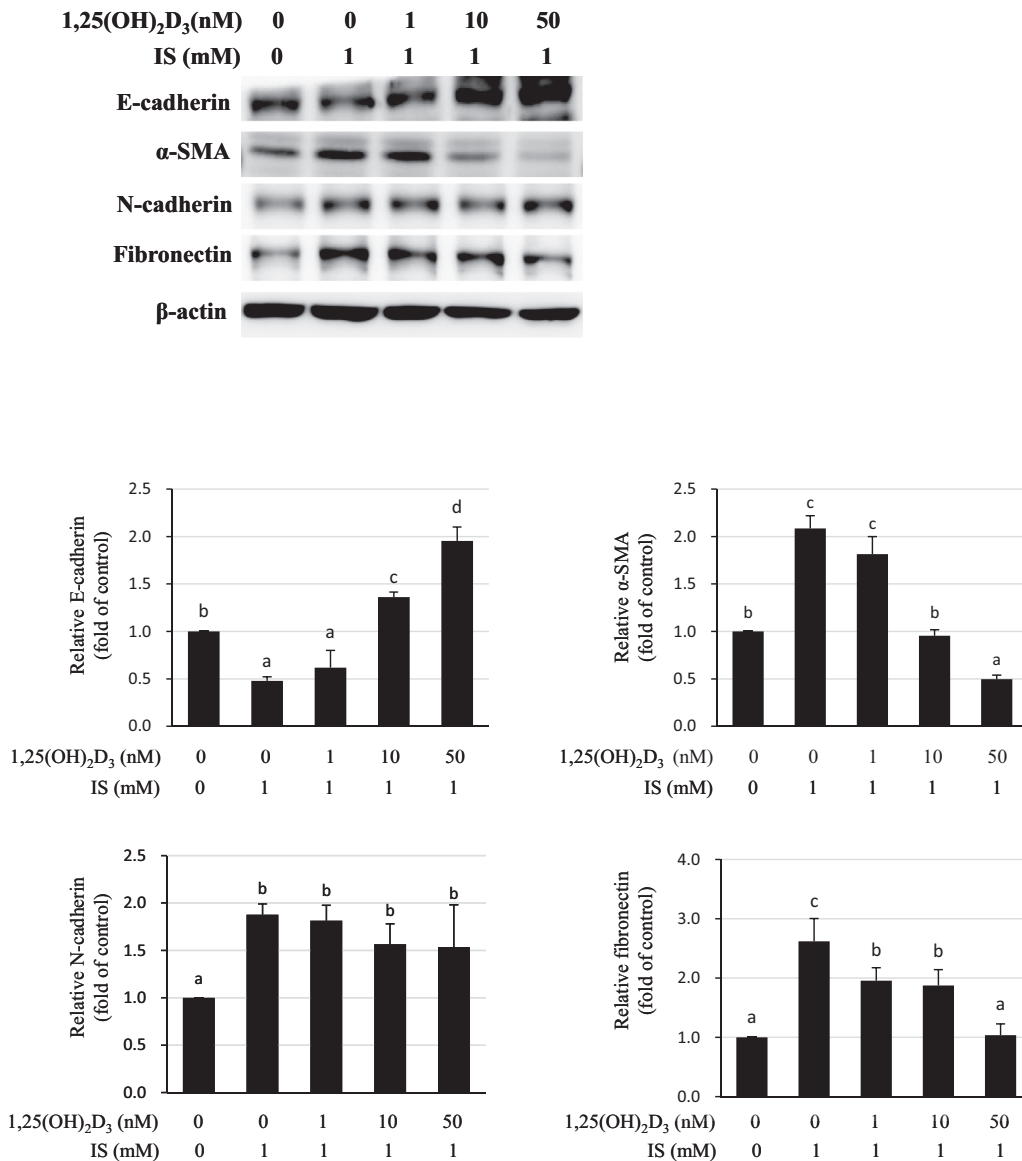 1,25(OH)₂D₃(nM) 0 0 1 10 50
IS (mM) 0 1 1 1 1
E-cadherin
α-SMA
N-cadherin
Fibronectin
β-actin
Relative E-cadherin
(fold of control)
2.5
2.0
1.5
1.0
0.5
0.0
b a a c d
1,25(OH)₂D₃ (nM) 0 0 1 10 50
IS (mM) 0 1 1 1 1
Relative α-SMA
(fold of control)
2.5
2.0
1.5
1.0
0.5
0.0
b c c b a
1,25(OH)₂D₃ (nM) 0 0 1 10 50
IS (mM) 0 1 1 1 1
Relative N-cadherin
(fold of control)
2.5
2.0
1.5
1.0
0.5
0.0
a b b b b
1,25(OH)₂D₃ (nM) 0 0 1 10 50
IS (mM) 0 1 1 1 1
Relative fibronectin
(fold of control)
4.0
3.0
2.0
1.0
0.0
a c b b a
1,25(OH)₂D₃ (nM) 0 0 1 10 50
IS (mM) 0 1 1 1 1